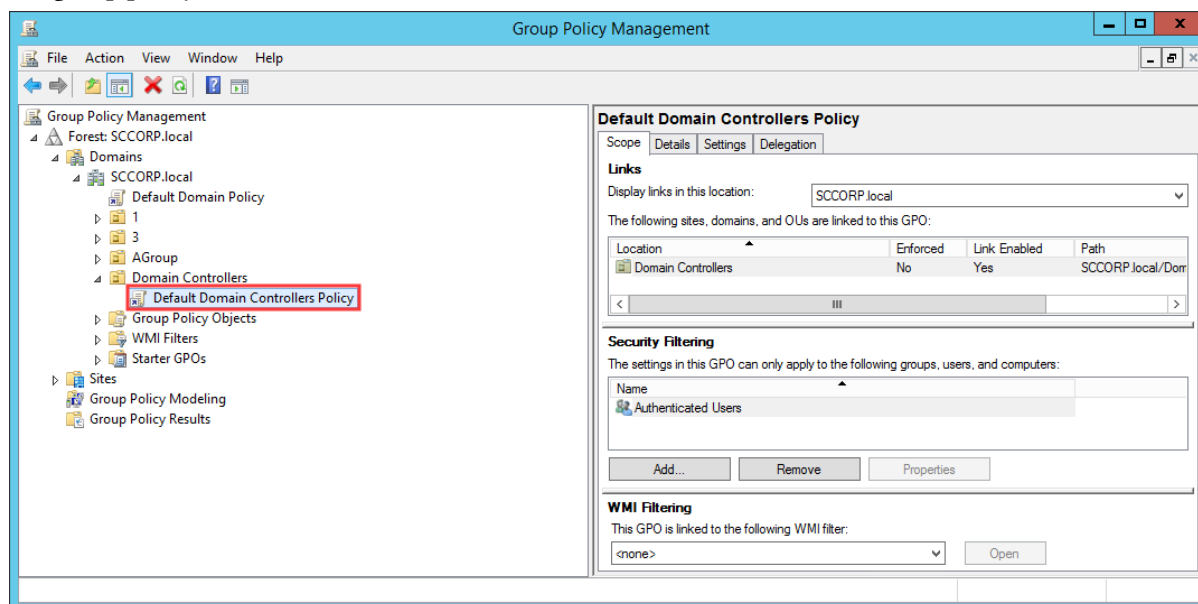 Group Policy Management
File Action View Window Help
Group Policy Management
Forest: SCCORP.local
Domains
SCCORP.local
Default Domain Policy
1
3
AGroup
Domain Controllers
Default Domain Controllers Policy
Group Policy Objects
WMI Filters
Starter GPOs
Sites
Group Policy Modeling
Group Policy Results
Default Domain Controllers Policy
Scope Details Settings Delegation
Links
Display links in this location: SCCORP.local
The following sites, domains, and OUs are linked to this GPO:
Location Enforced Link Enabled Path
Domain Controllers No Yes SCCORP.local/Dom
Security Filtering
The settings in this GPO can only apply to the following groups, users, and computers:
Name
Authenticated Users
Add... Remove Properties
WMI Filtering
This GPO is linked to the following WMI filter:
<none> Open